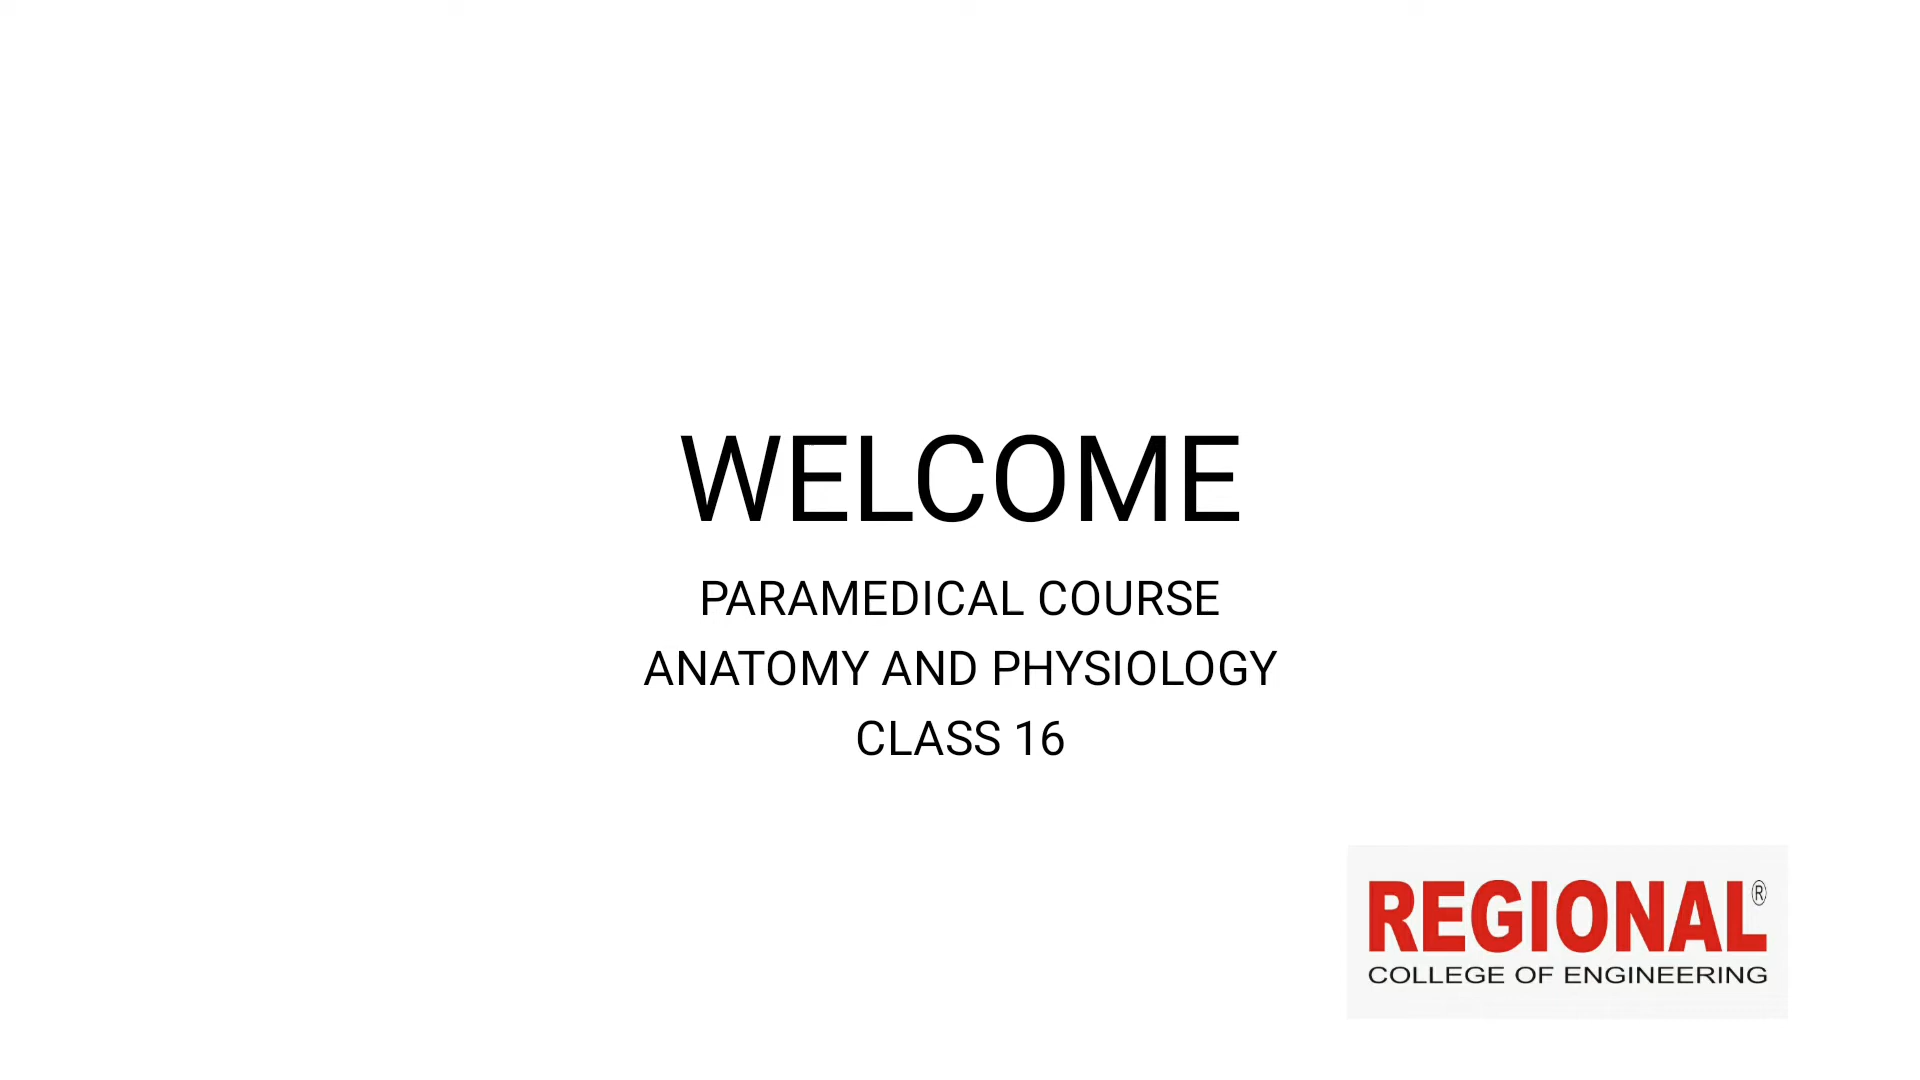 WELCOME
PARAMEDICAL COURSE
ANATOMY AND PHYSIOLOGY
CLASS 16
REGIONAL®
COLLEGE OF ENGINEERING